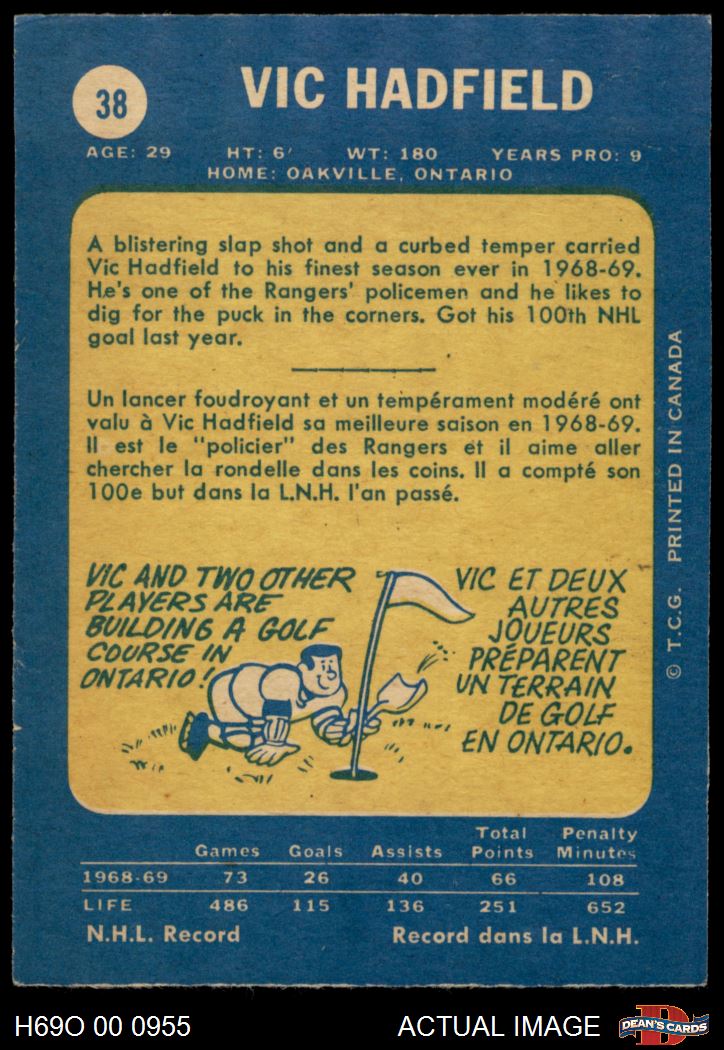 38
VIC HADFIELD
AGE: 29 HT: 6' WT: 180 YEARS PRO: 9
HOME: OAKVILLE, ONTARIO
A blistering slap shot and a curbed temper carried
Vic Hadfield to his finest season ever in 1968-69.
He's one of the Rangers' policemen and he likes to
dig for the puck in the corners. Got his 100th NHL
goal last year.
Un lancer foudroyant et un tempérament modéré ont
valu à Vic Hadfield sa meilleure saison en 1968-69.
Il est le "policier" des Rangers et il aime aller
chercher la rondelle dans les coins. Il a compté son
100e but dans la L.N.H. l'an passé.
VIC AND TWO OTHER
PLAYERS ARE
BUILDING A GOLF
COURSE IN
ONTARIO!
VIC ET DEUX
AUTRES
JOUEURS
PRÉPARENT
UN TERRAIN
DE GOLF
EN ONTARIO.
© T.C.G. PRINTED IN CANADA
Games Goals Assists Total Points Penalty Minutes
1968-69 73 26 40 66 108
LIFE 486 115 136 251 652
N.H.L. Record Record dans la L.N.H.
H69O 00 0955 ACTUAL IMAGE
D
DEAN'S CARDS